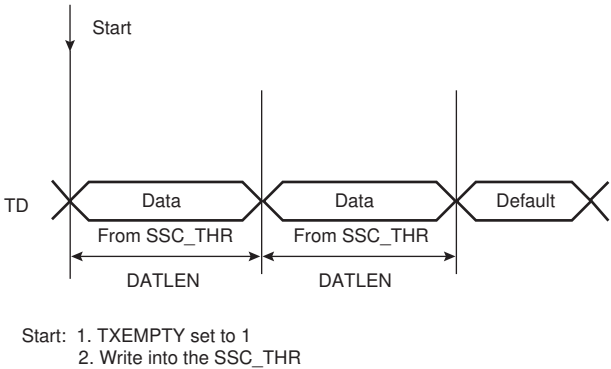 Start
TD
Data
Data
Default
From SSC_THR
From SSC_THR
DATLEN
DATLEN
Start: 1. TXEMPTY set to 1
2. Write into the SSC_THR